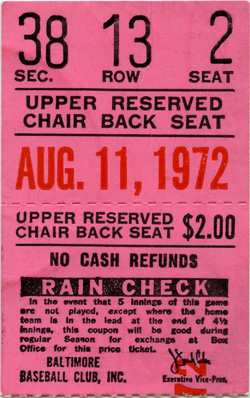 38 13 2
SEC. ROW SEAT
UPPER RESERVED
CHAIR BACK SEAT
AUG. 11, 1972
UPPER RESERVED
CHAIR BACK SEAT $2.00
NO CASH REFUNDS
RAIN CHECK
In the event that 5 innings of this game
are not played, except where the home
team is in the lead at the end of 4½
innings, this coupon will be good during
regular Season for exchange at Box
Office for this price ticket.
BALTIMORE
BASEBALL CLUB, INC.
Executive Vice-Pres.